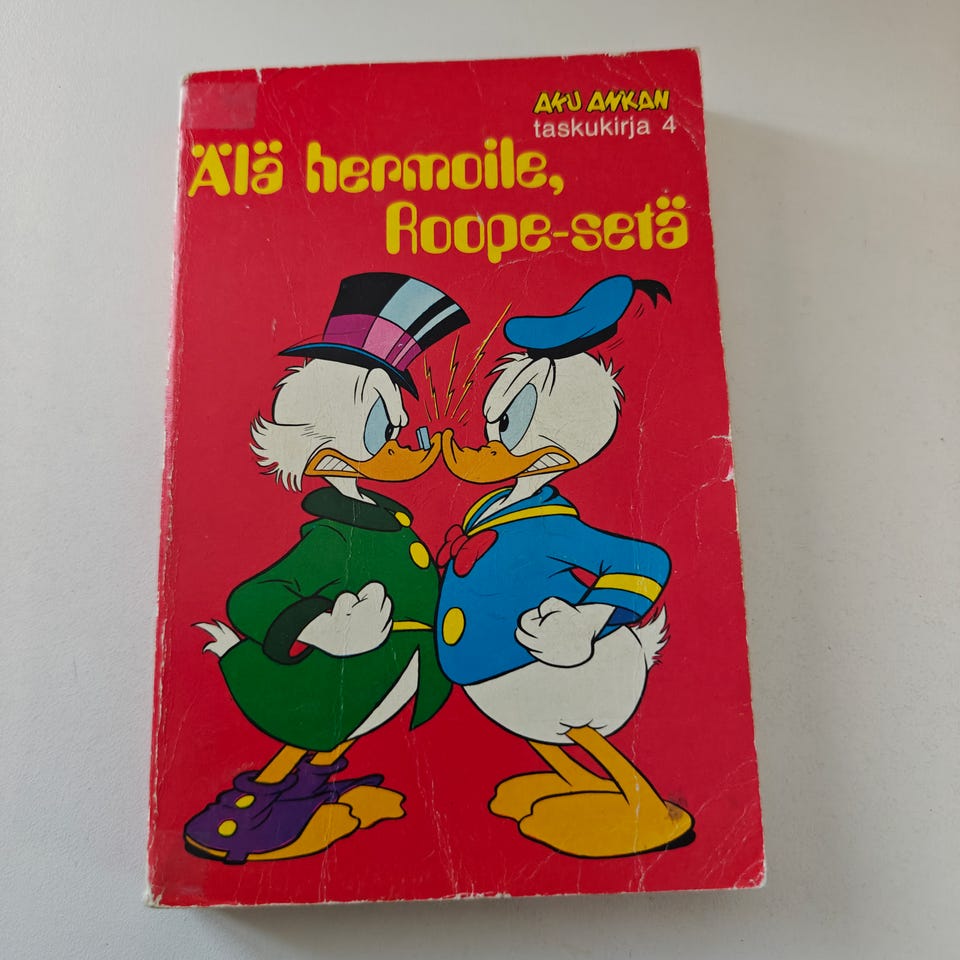 AKU ANKAN
taskukirja 4
Älä hermoile,
Roope-setä